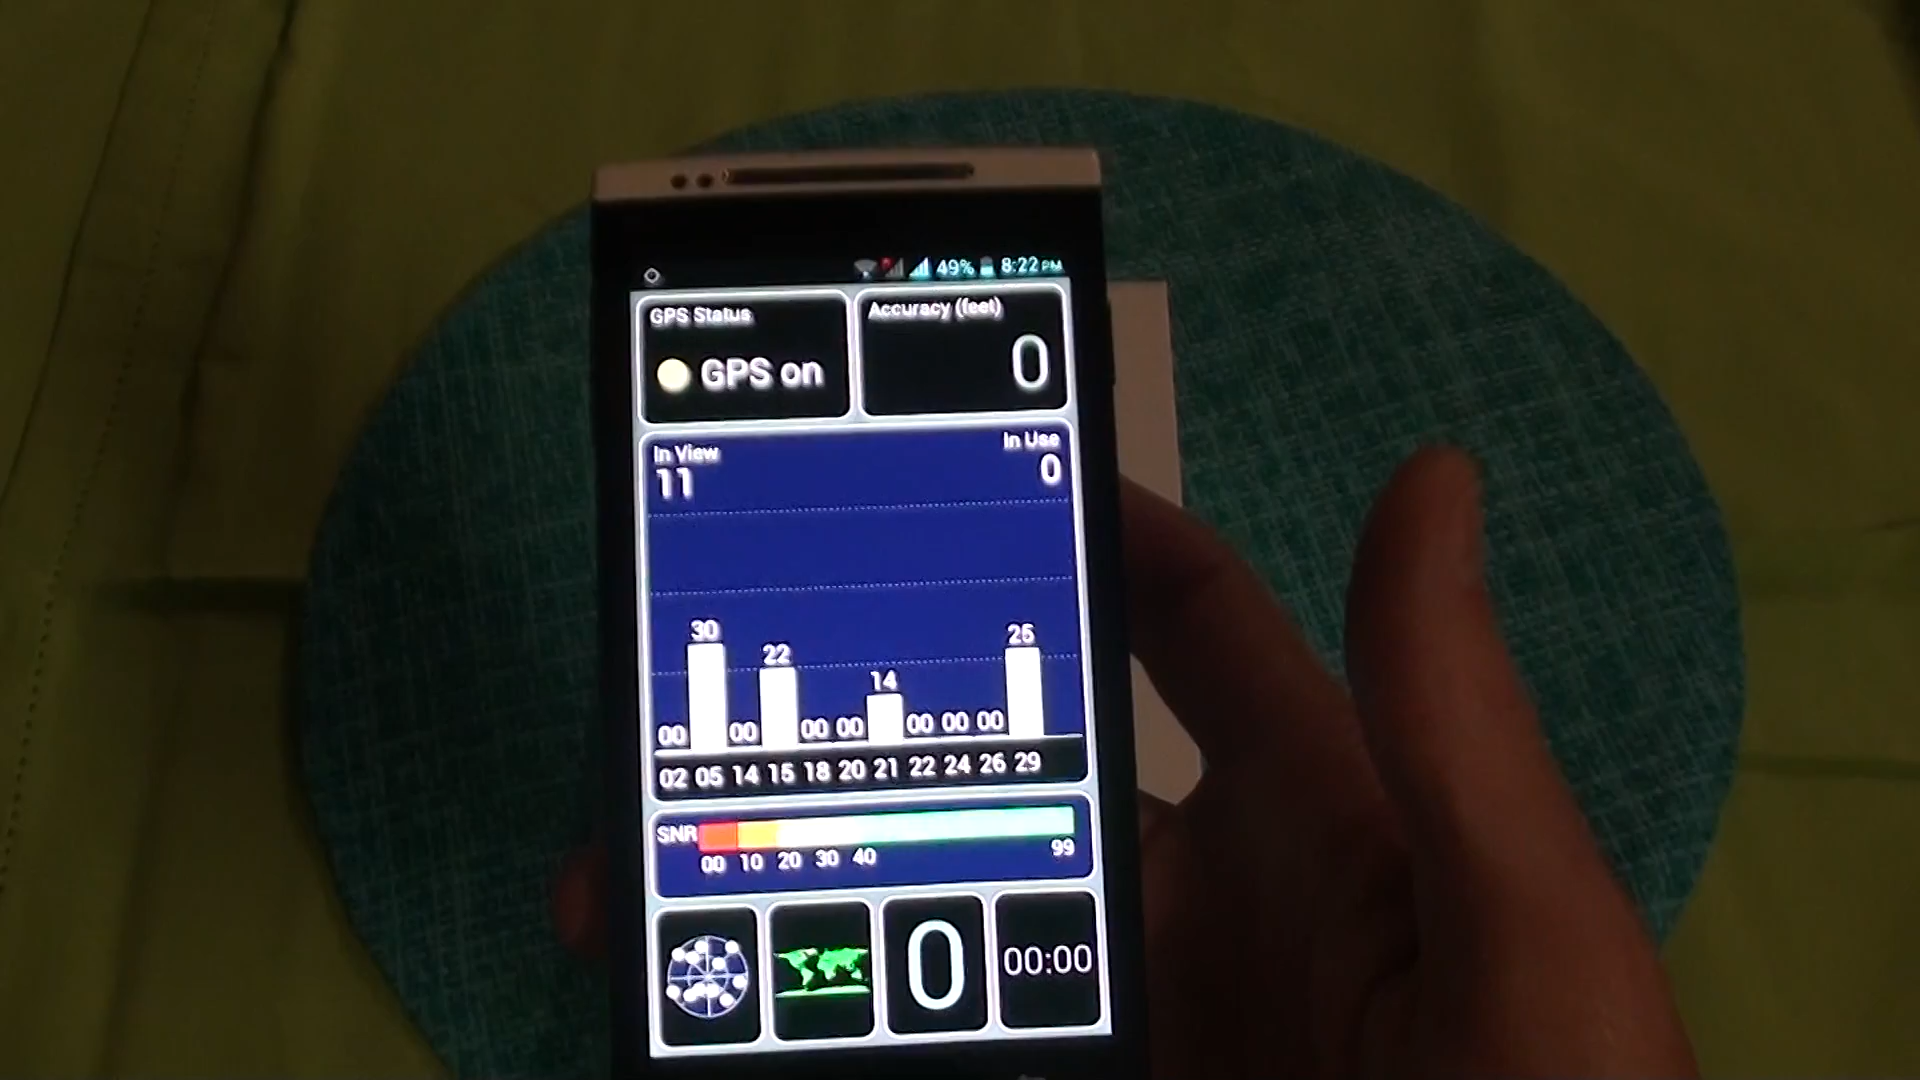 49% 8:22 PM
GPS Status
GPS on
Accuracy (feet)
0
In View
11
In Use
0
30
22
14
25
00 00 00 00 00 00 00
02 05 14 15 18 20 21 22 24 26 29
SNR
00 10 20 30 40 99
0
00:00